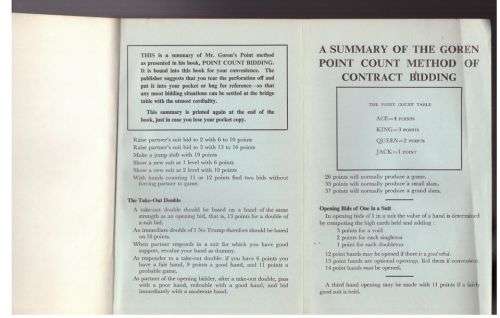 THIS is a summary of Mr. Goren's Point method
as presented in his book, POINT COUNT BIDDING.
It is bound into this book for your convenience. The
publisher suggests that you tear the perforation off and
put it into your pocket or bag for reference—so that
any most bidding situations can be settled at the bridge
table with the utmost cordiality.
This summary is printed again at the end of the
book, just in case you lose your pocket copy.
Raise partner's suit bid to 2 with 6 to 10 points
Raise partner's suit bid to 3 with 13 to 16 points
Make a jump shift with 19 points
Show a new suit at 1 level with 6 points
Show a new suit at 2 level with 10 points
With hands counting 11 or 12 points find two bids without
forcing partner to game.
The Take-Out Double
A take-out double should be based on a hand of the same
strength as an opening bid, that is, 13 points for a double of
a suit bid.
An immediate double of 1 No Trump therefore should be based
on 16 points.
When partner responds in a suit for which you have good
support, revalue your hand as dummy.
As responder to a take-out double: if you have 6 points you
have a fair hand, 9 points a good hand, and 11 points a
probable game.
As partner of the opening bidder, after a take-out double, pass
with a poor hand, redouble with a good hand, and bid
immediately with a moderate hand.
A SUMMARY OF THE GOREN
POINT COUNT METHOD OF
CONTRACT BIDDING
THE POINT COUNT TABLE
ACE=4 POINTS
KING=3 POINTS
QUEEN=2 POINTS
JACK=1 POINT
26 points will normally produce a game.
33 points will normally produce a small slam.
37 points will normally produce a grand slam.
Opening Bids of One in a Suit
In opening bids of 1 in a suit the value of a hand is determined
by computing the high cards held and adding:
3 points for a void
2 points for each singleton
1 point for each doubleton
12 point hands may be opened if there is a good rebid.
13 point hands are optional openings. Bid them if convenient.
14 point hands must be opened.
A third hand opening may be made with 11 points if a fairly
good suit is held.